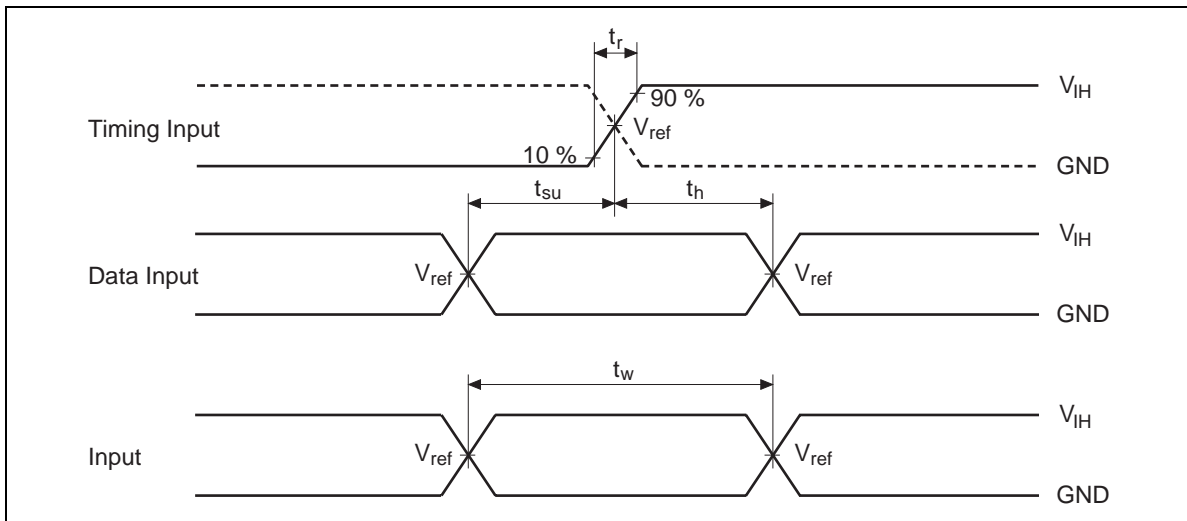 tr
VIH
90 %
Timing Input
Vref
10 %
GND
tsu
th
VIH
Data Input
Vref
Vref
GND
tw
VIH
Input
Vref
Vref
GND